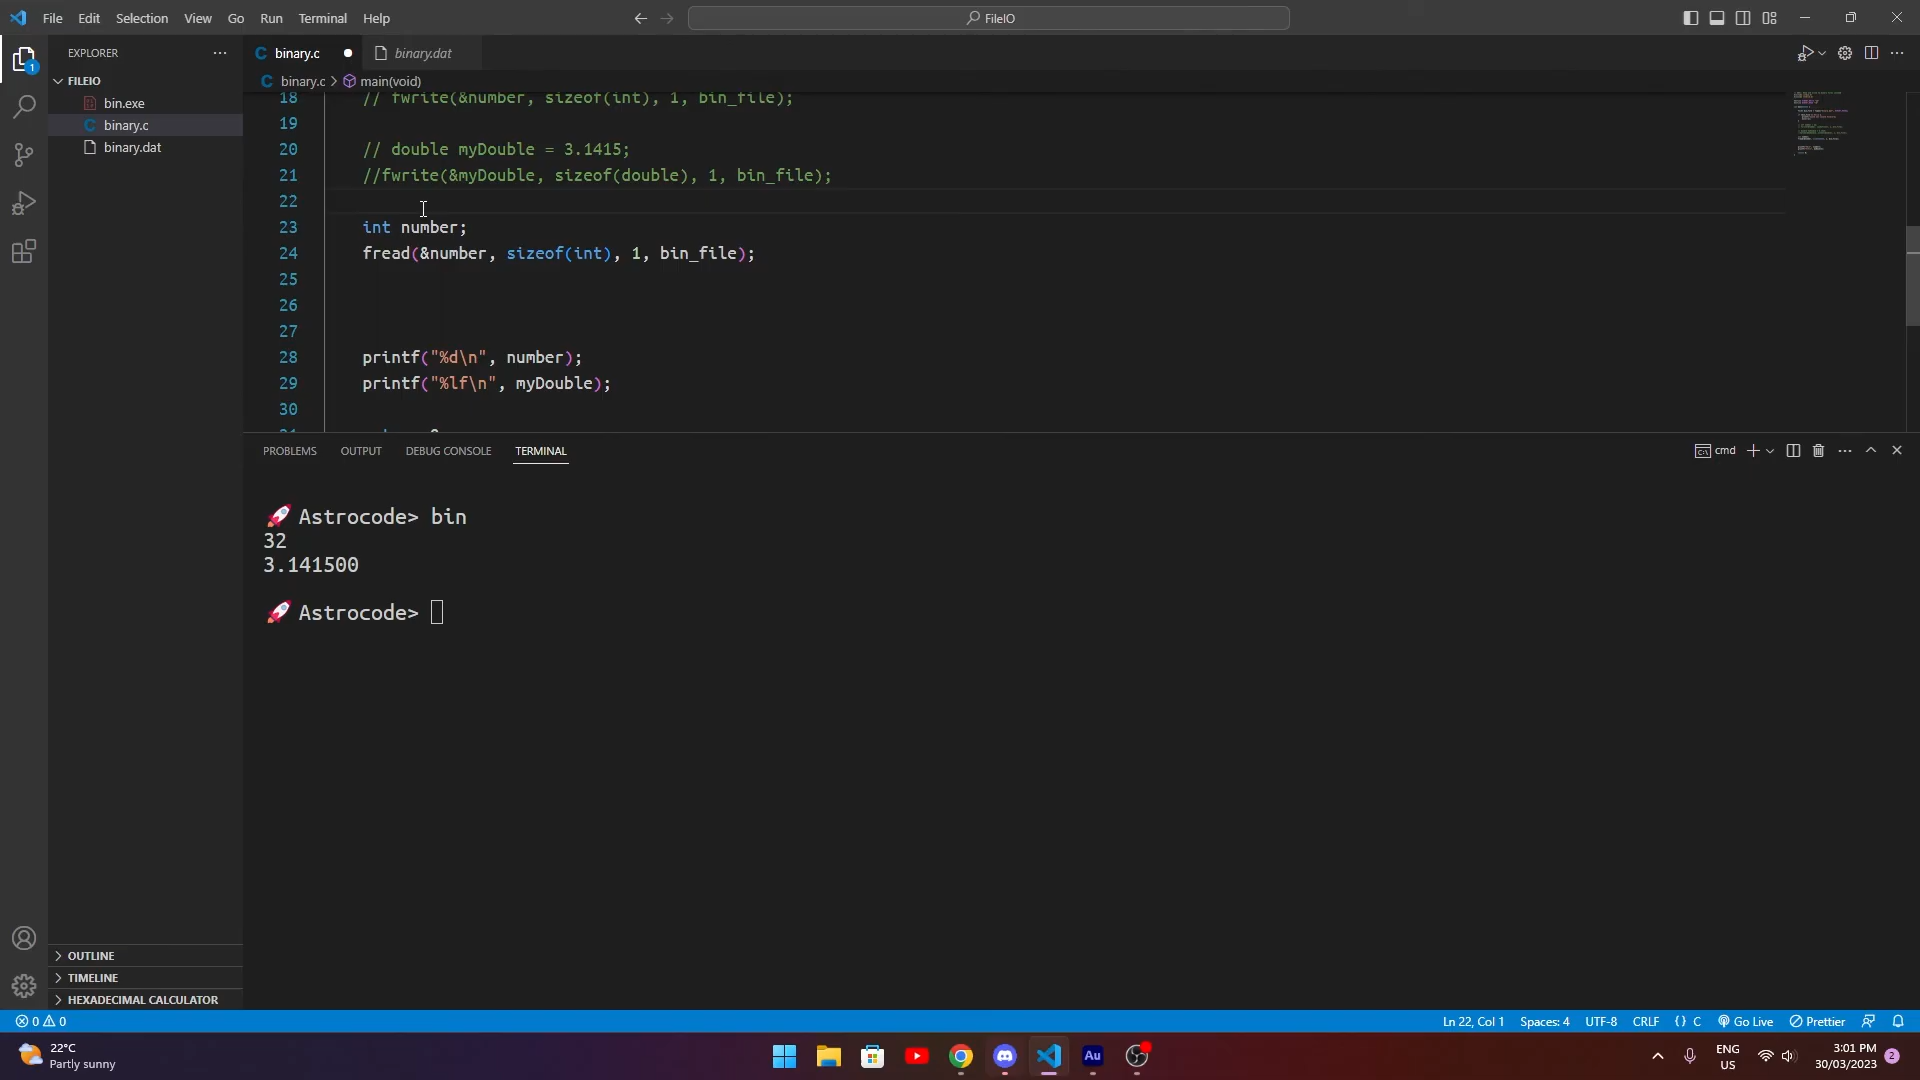 File Edit Selection View Go Run Terminal Help
FileIO
EXPLORER
binary.c
binary.dat
1
FILEIO
binary.c > main(void)
bin.exe
binary.c
binary.dat
18 // fwrite(&number, sizeof(int), 1, bin_file);
19
20 // double myDouble = 3.1415;
21 //fwrite(&myDouble, sizeof(double), 1, bin_file);
22
23 int number;
24 fread(&number, sizeof(int), 1, bin_file);
25
26
27
28 printf("%d\n", number);
29 printf("%lf\n", myDouble);
30
PROBLEMS OUTPUT DEBUG CONSOLE TERMINAL
cmd
Astrocode> bin
32
3.141500
Astrocode>
OUTLINE
TIMELINE
HEXADECIMAL CALCULATOR
0 0
Ln 22, Col 1 Spaces: 4 UTF-8 CRLF {} C Go Live Prettier
22°C
Partly sunny
Au
ENG
US
3:01 PM
30/03/2023
2